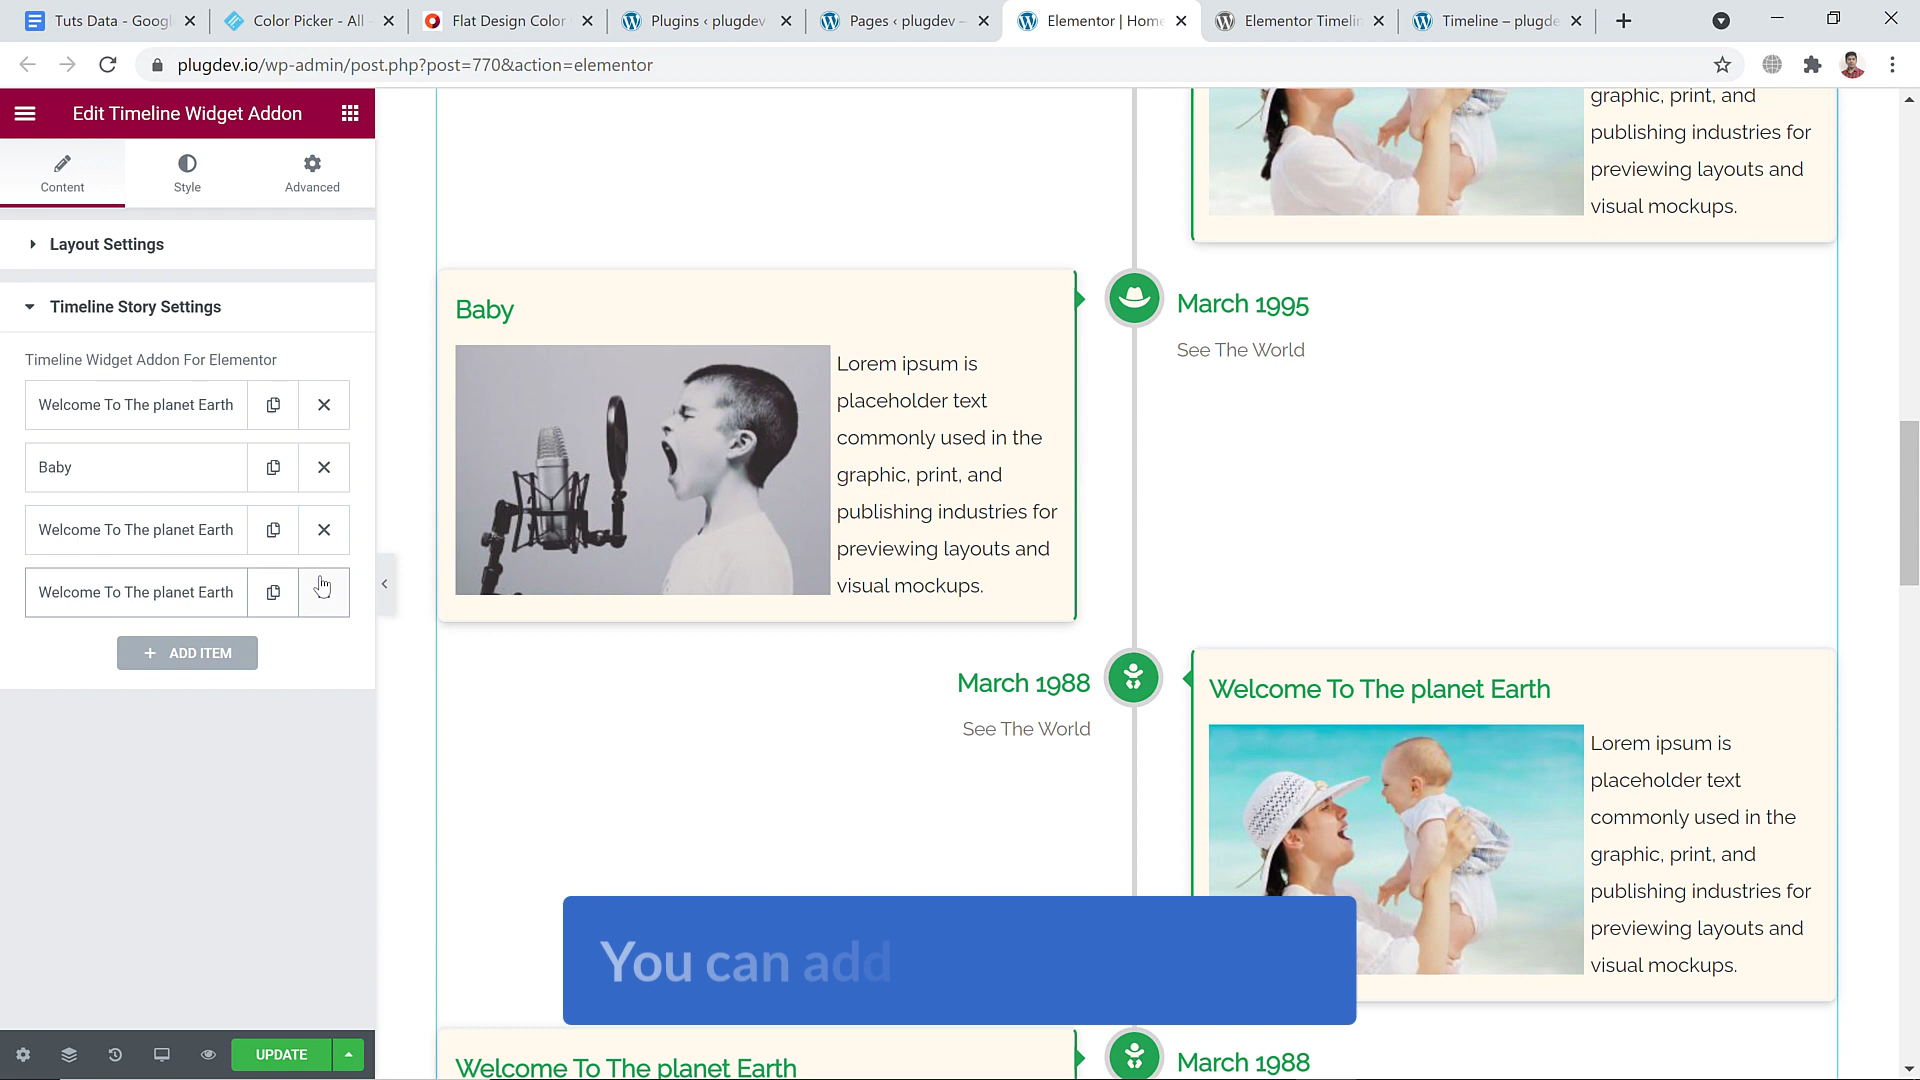 Tuts Data - Googl
Color Picker - All -
Flat Design Color
Plugins ‹ plugdev
Pages ‹ plugdev —
Elementor | Home
Elementor Timelin
Timeline – plugde
plugdev.io/wp-admin/post.php?post=770&action=elementor
Edit Timeline Widget Addon
Content
Style
Advanced
Layout Settings
Timeline Story Settings
Timeline Widget Addon For Elementor
Welcome To The planet Earth
Baby
Welcome To The planet Earth
Welcome To The planet Earth
ADD ITEM
UPDATE
graphic, print, and
publishing industries for
previewing layouts and
visual mockups.
Baby
Lorem ipsum is
placeholder text
commonly used in the
graphic, print, and
publishing industries for
previewing layouts and
visual mockups.
March 1995
See The World
March 1988
See The World
Welcome To The planet Earth
Lorem ipsum is
placeholder text
commonly used in the
graphic, print, and
publishing industries for
previewing layouts and
visual mockups.
You can add
Welcome To The planet Earth
March 1988